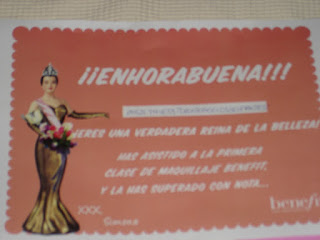 ¡¡ENHORABUENA!!!
¡ERES UNA VERDADERA REINA DE LA BELLEZA!
HAS ASISTIDO A LA PRIMERA
CLASE DE MAQUILLAJE BENEFIT,
Y LA HAS SUPERADO CON NOTA...
XXX,
benefi